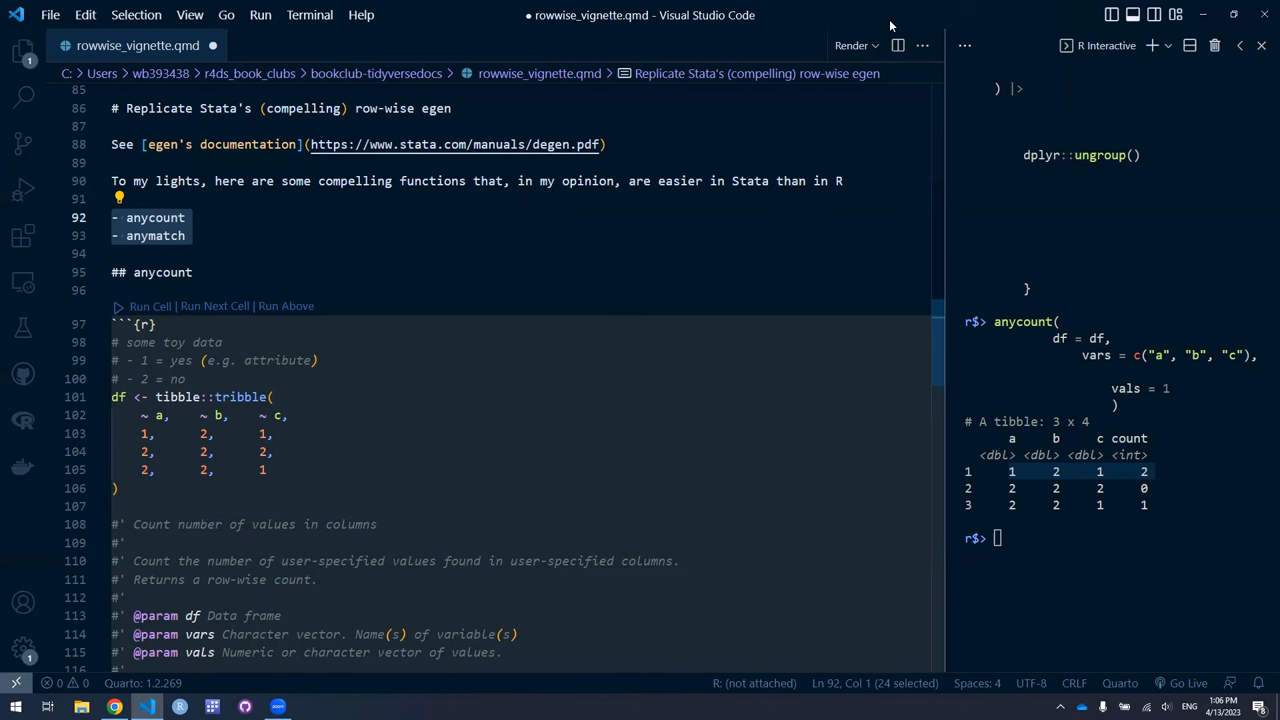 File Edit Selection View Go Run Terminal Help
● rowwise_vignette.qmd - Visual Studio Code
rowwise_vignette.qmd ●
Render
R Interactive
C: > Users > wb393438 > r4ds_book_clubs > bookclub-tidyversedocs > rowwise_vignette.qmd > Replicate Stata's (compelling) row-wise egen
85
86 # Replicate Stata's (compelling) row-wise egen
87
88 See [egen's documentation](https://www.stata.com/manuals/degen.pdf)
89
90 To my lights, here are some compelling functions that, in my opinion, are easier in Stata than in R
91
92 - anycount
93 - anymatch
94
95 ## anycount
96
Run Cell | Run Next Cell | Run Above
97 ```{r}
98 # some toy data
99 # - 1 = yes (e.g. attribute)
100 # - 2 = no
101 df <- tibble::tribble(
102 ~ a, ~ b, ~ c,
103 1, 2, 1,
104 2, 2, 2,
105 2, 2, 1
106 )
107
108 #' Count number of values in columns
109 #'
110 #' Count the number of user-specified values found in user-specified columns.
111 #' Returns a row-wise count.
112 #'
113 #' @param df Data frame
114 #' @param vars Character vector. Name(s) of variable(s)
115 #' @param vals Numeric or character vector of values.
116 #'
) |>
dplyr::ungroup()
}
r$> anycount(
df = df,
vars = c("a", "b", "c"),
vals = 1
)
# A tibble: 3 x 4
a b c count
<dbl> <dbl> <dbl> <int>
1 1 2 1 2
2 2 2 2 0
3 2 2 1 1
r$>
1
1
0 0 Quarto: 1.2.269
R: (not attached) Ln 92, Col 1 (24 selected) Spaces: 4 UTF-8 CRLF Quarto Go Live
ENG
1:06 PM
4/13/2023